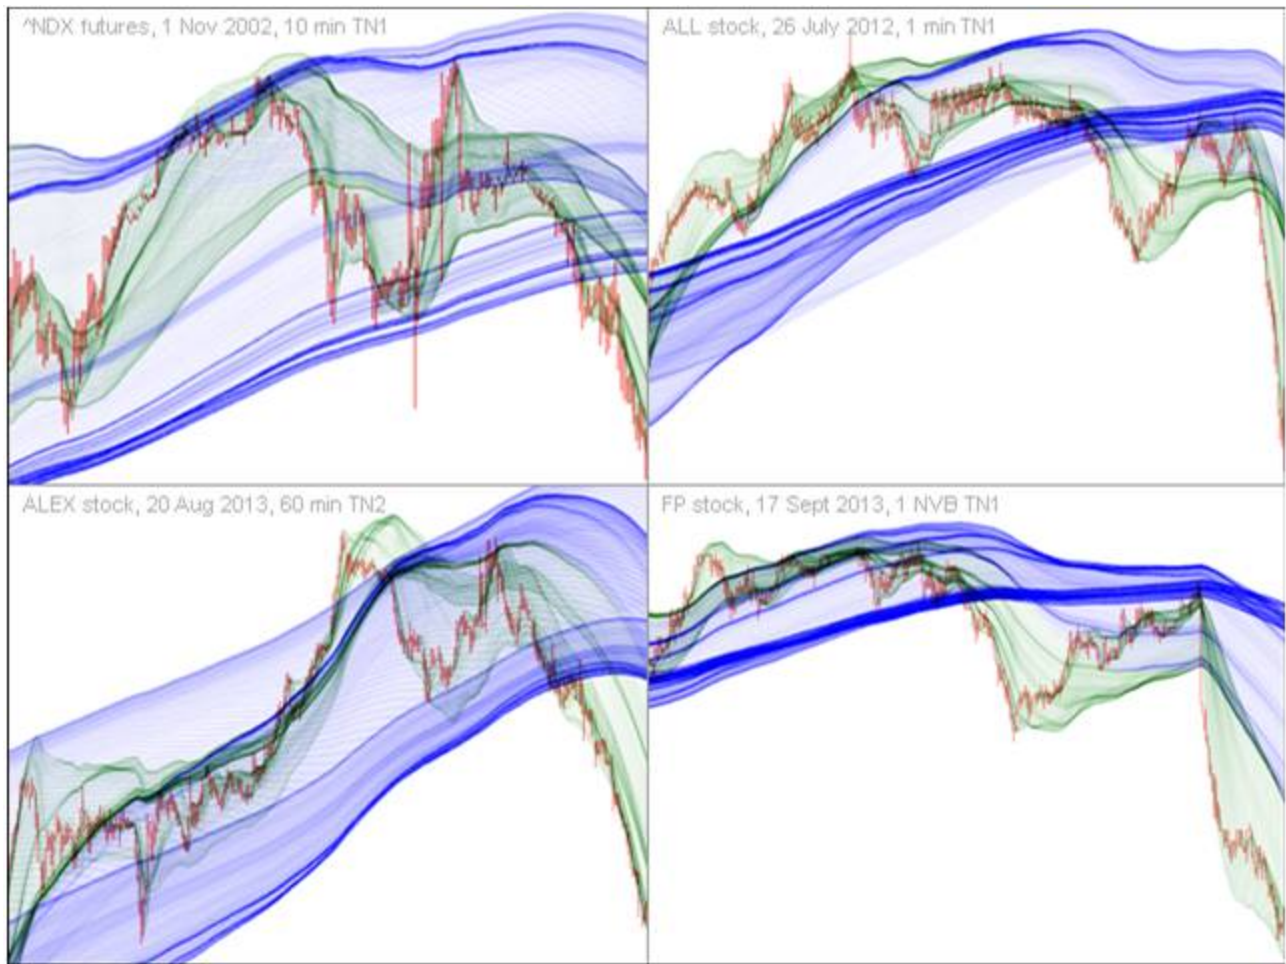 ^NDX futures, 1 Nov 2002, 10 min TN1
ALL stock, 26 July 2012, 1 min TN1
ALEX stock, 20 Aug 2013, 60 min TN2
FP stock, 17 Sept 2013, 1 NVB TN1